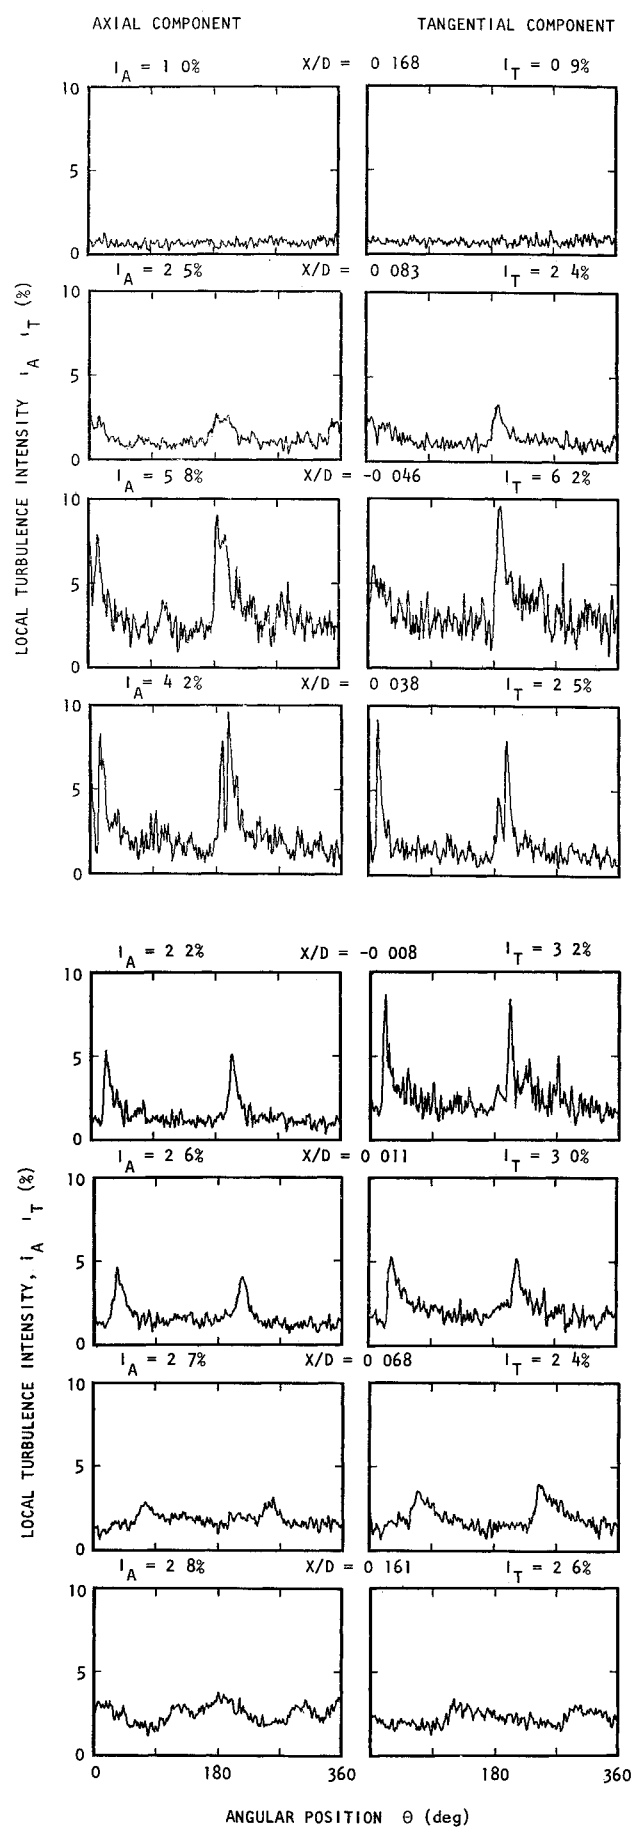 AXIAL COMPONENT TANGENTIAL COMPONENT
I_A = 1 0% X/D = 0 168 I_T = 0 9%
10
5
0
I_A = 2 5% X/D = 0 083 I_T = 2 4%
10
5
0
I_A = 5 8% X/D = -0 046 I_T = 6 2%
10
5
0
I_A = 4 2% X/D = 0 038 I_T = 2 5%
10
5
0
LOCAL TURBULENCE INTENSITY i_A i_T (%)
I_A = 2 2% X/D = -0 008 I_T = 3 2%
10
5
0
I_A = 2 6% X/D = 0 011 I_T = 3 0%
10
5
0
I_A = 2 7% X/D = 0 068 I_T = 2 4%
10
5
0
I_A = 2 8% X/D = 0 161 I_T = 2 6%
10
5
0
LOCAL TURBULENCE INTENSITY, i_A i_T (%)
0 180 360 180 360
ANGULAR POSITION θ (deg)